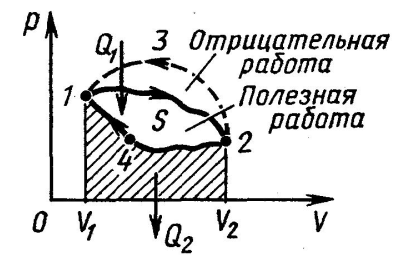 p
Q₁
3
Отрицательная
работа
1
Полезная
работа
S
2
4
0
V₁
Q₂
V₂
V